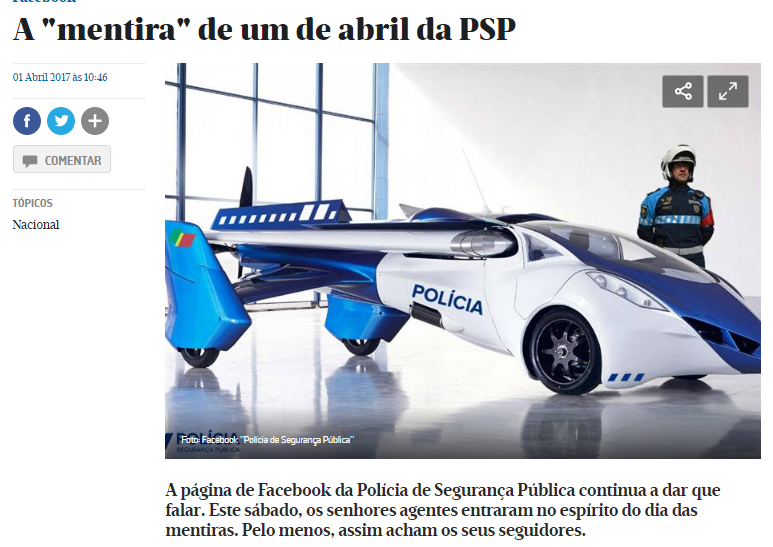 Facebook
A "mentira" de um de abril da PSP
01 Abril 2017 às 10:46
COMENTAR
TÓPICOS
Nacional
POLÍCIA
POLÍCIA
Foto: Facebook "Polícia de Segurança Pública"
SEGURANÇA PÚBLICA
A página de Facebook da Polícia de Segurança Pública continua a dar que
falar. Este sábado, os senhores agentes entraram no espírito do dia das
mentiras. Pelo menos, assim acham os seus seguidores.